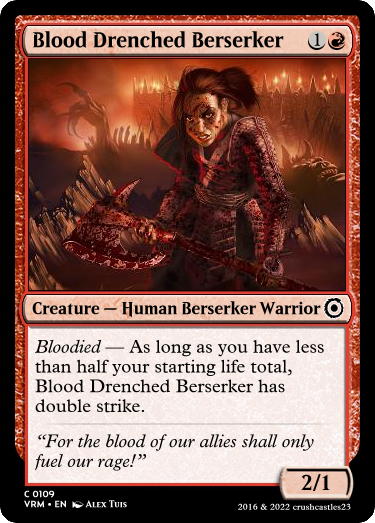 Blood Drenched Berserker 1
Creature — Human Berserker Warrior
Bloodied — As long as you have less
than half your starting life total,
Blood Drenched Berserker has
double strike.
“For the blood of our allies shall only
fuel our rage!”
2/1
C 0109
VRM • EN Alex Tuis
2016 & 2022 crushcastles23